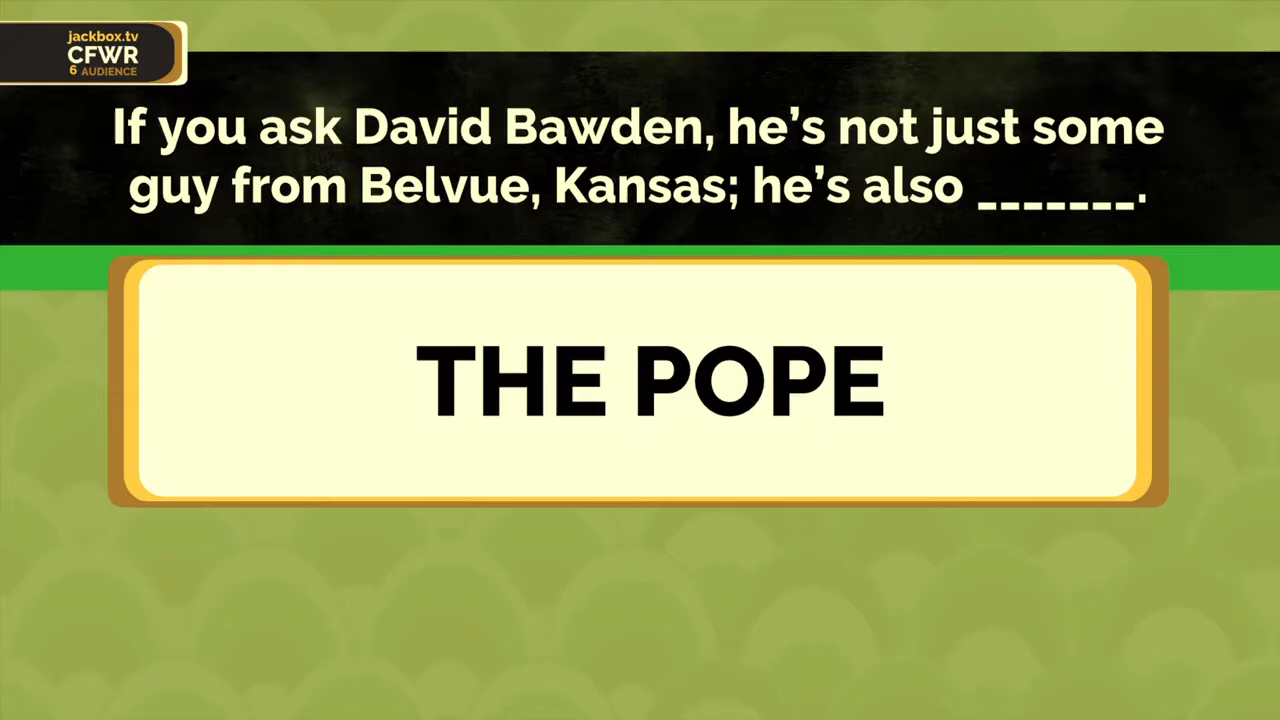 jackbox.tv
CFWR
6 AUDIENCE
If you ask David Bawden, he’s not just some
guy from Belvue, Kansas; he’s also _______.
THE POPE